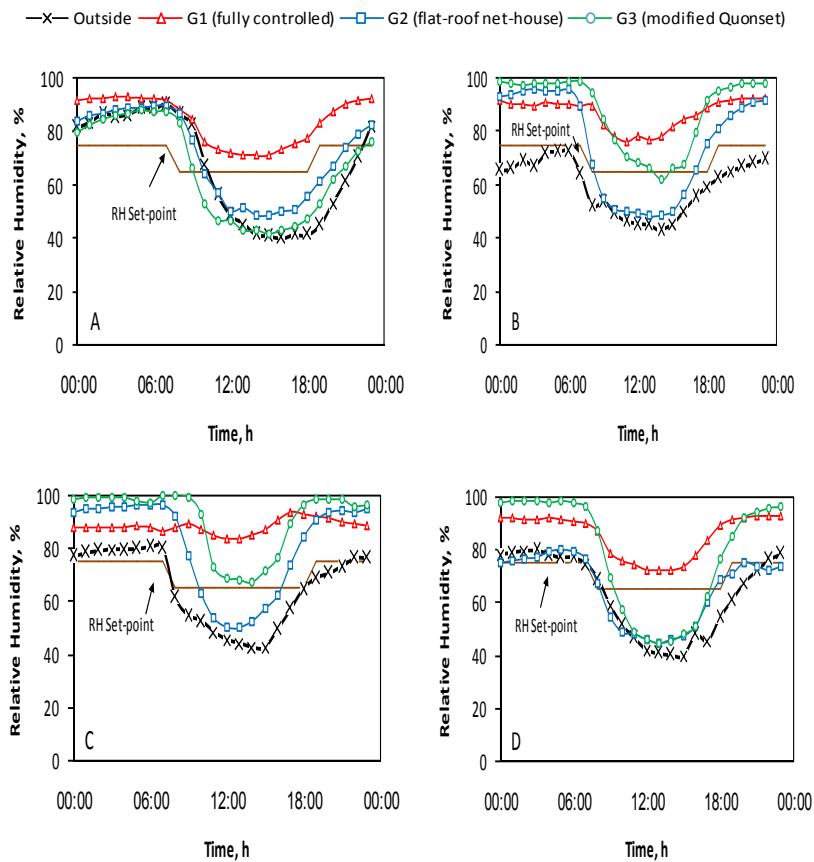 Outside G1 (fully controlled) G2 (flat-roof net-house) G3 (modified Quonset)
100
80
60
40
20
0
Relative Humidity, %
RH Set-point
A
00:00 06:00 12:00 18:00 00:00
Time, h
100
80
60
40
20
0
Relative Humidity, %
RH Set-point
B
00:00 06:00 12:00 18:00 00:00
Time, h
100
80
60
40
20
0
Relative Humidity, %
RH Set-point
C
00:00 06:00 12:00 18:00 00:00
Time, h
100
80
60
40
20
0
Relative Humidity, %
RH Set-point
D
00:00 06:00 12:00 18:00 00:00
Time, h